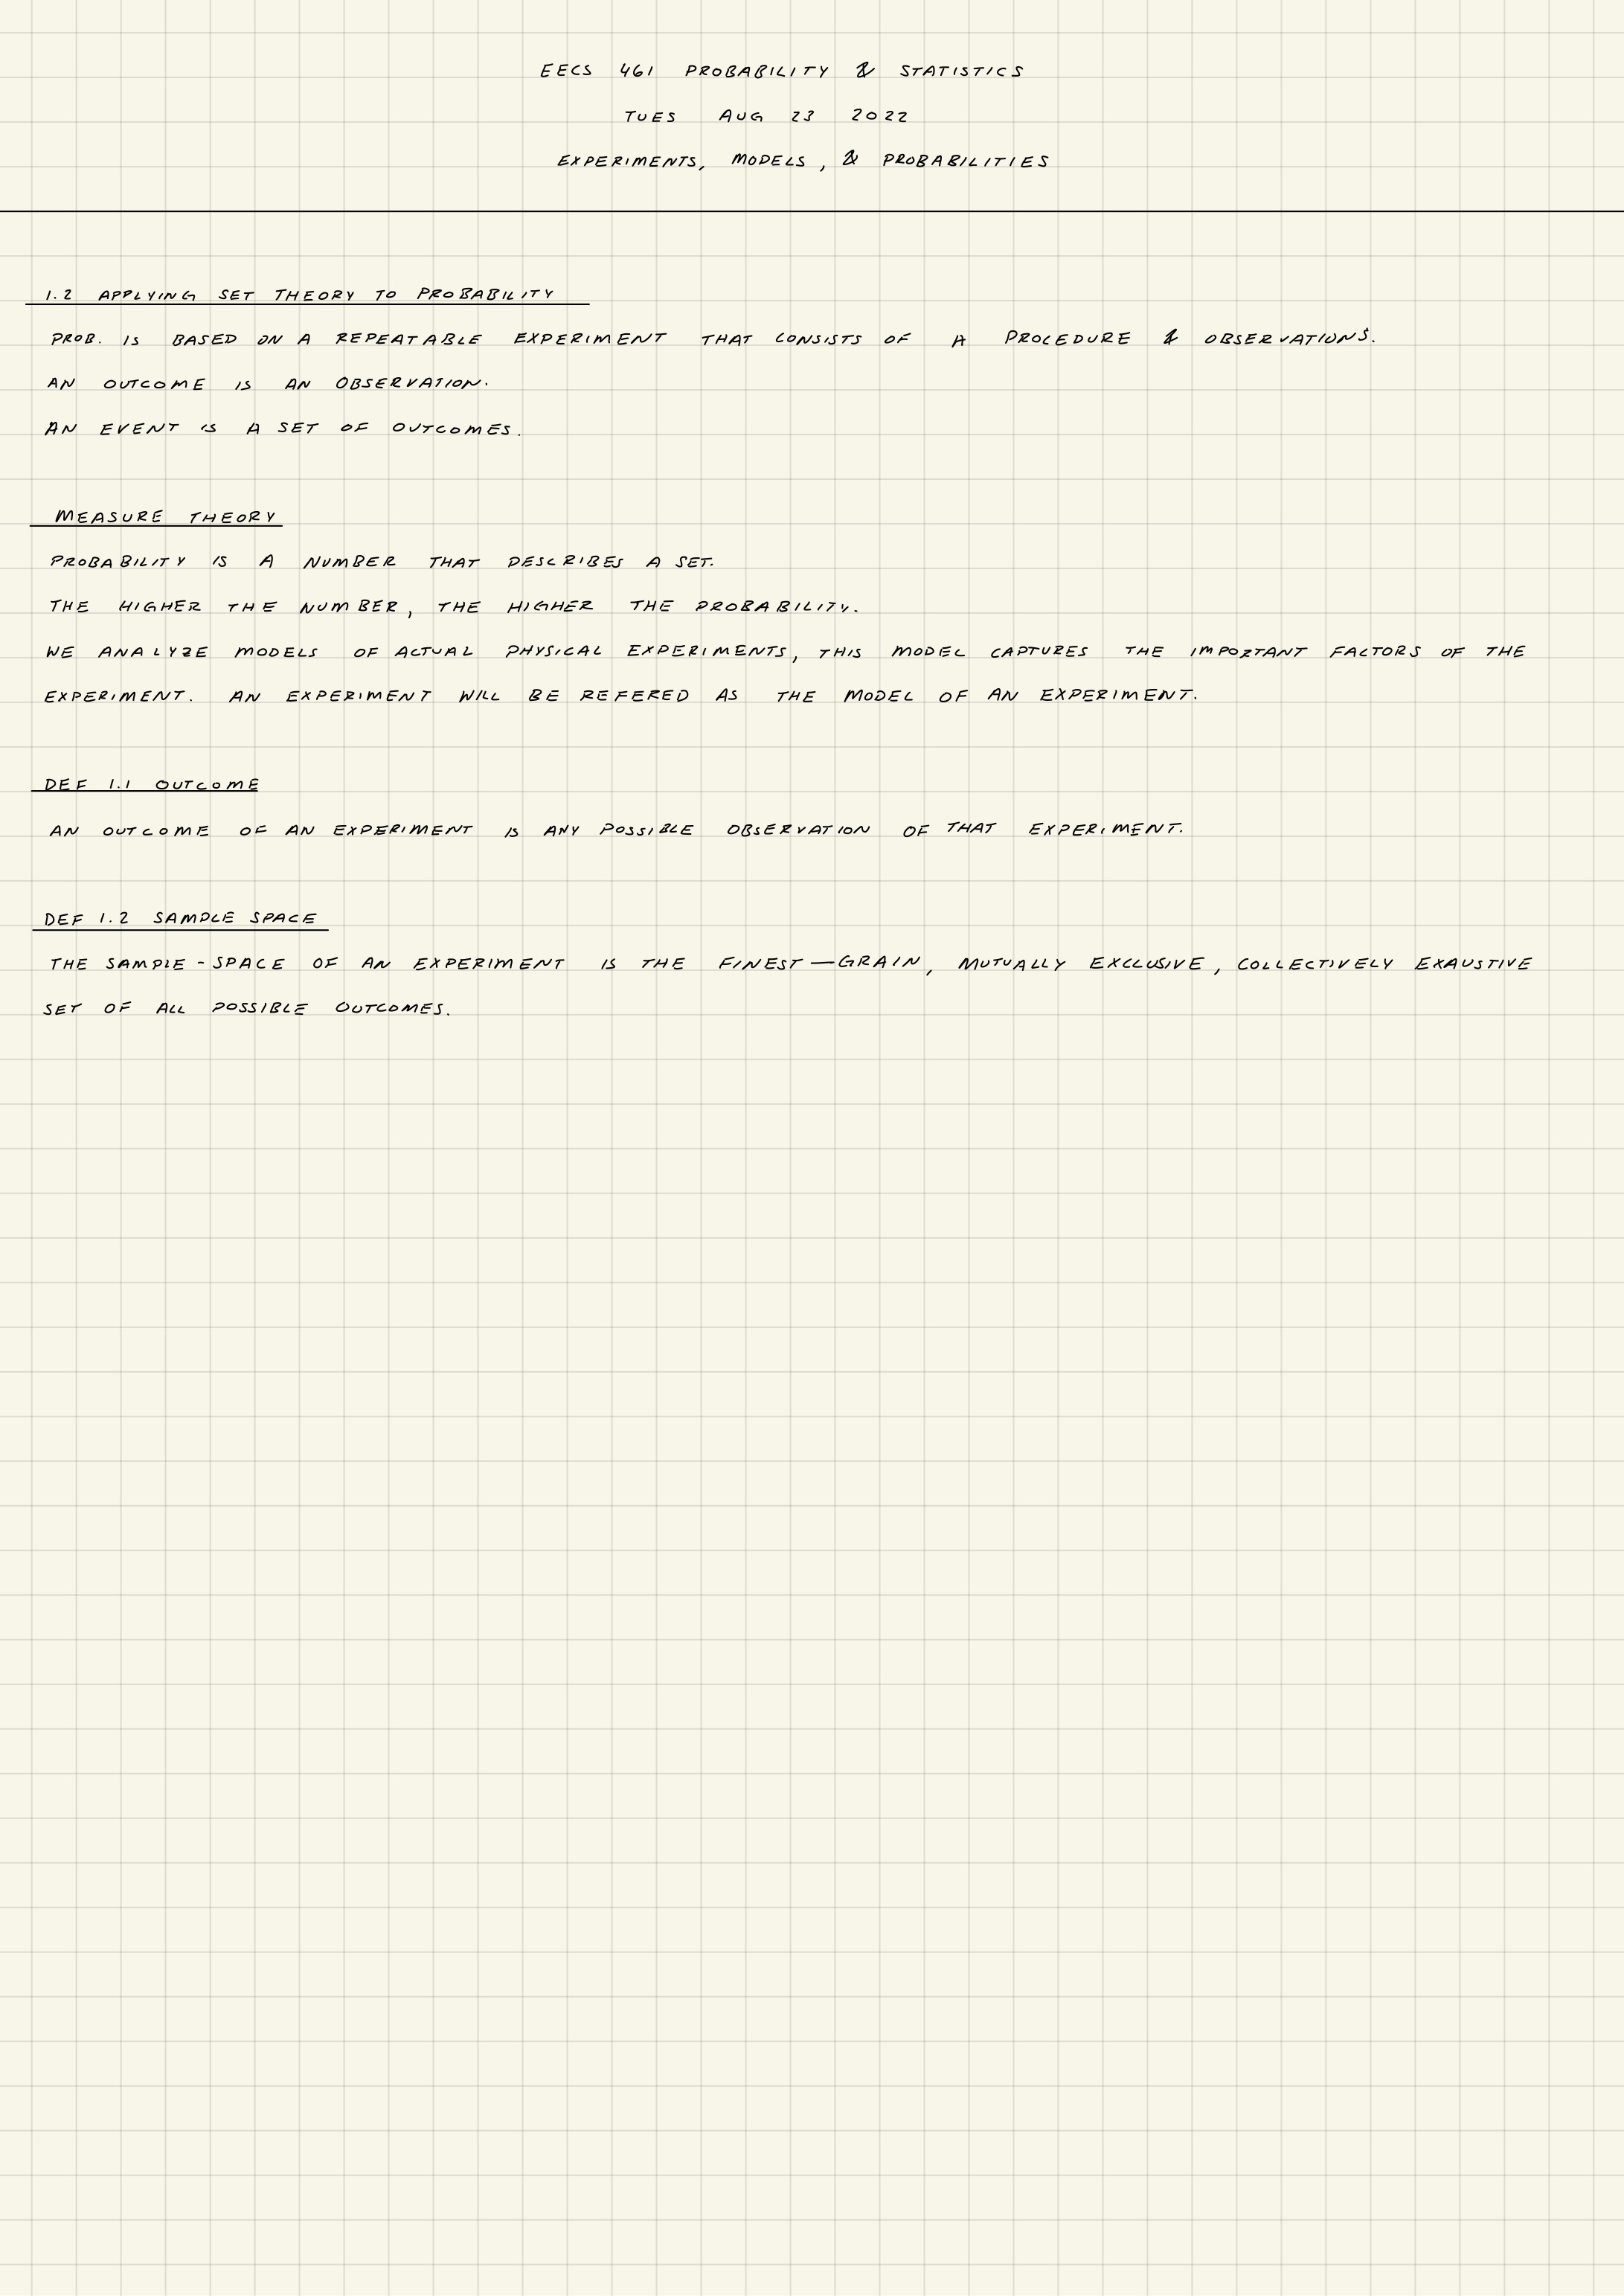 EECS 461 PROBABILITY & STATISTICS
TUES AUG 23 2022
EXPERIMENTS, MODELS, & PROBABILITIES
1.2 APPLYING SET THEORY TO PROBABILITY
PROB. IS BASED ON A REPEATABLE EXPERIMENT THAT CONSISTS OF A PROCEDURE & OBSERVATIONS.
AN OUTCOME IS AN OBSERVATION.
AN EVENT IS A SET OF OUTCOMES.
MEASURE THEORY
PROBABILITY IS A NUMBER THAT DESCRIBES A SET.
THE HIGHER THE NUMBER, THE HIGHER THE PROBABILITY.
WE ANALYZE MODELS OF ACTUAL PHYSICAL EXPERIMENTS, THIS MODEL CAPTURES THE IMPORTANT FACTORS OF THE
EXPERIMENT. AN EXPERIMENT WILL BE REFERED AS THE MODEL OF AN EXPERIMENT.
DEF 1.1 OUTCOME
AN OUTCOME OF AN EXPERIMENT IS ANY POSSIBLE OBSERVATION OF THAT EXPERIMENT.
DEF 1.2 SAMPLE SPACE
THE SAMPLE-SPACE OF AN EXPERIMENT IS THE FINEST—GRAIN, MUTUALLY EXCLUSIVE, COLLECTIVELY EXAUSTIVE
SET OF ALL POSSIBLE OUTCOMES.